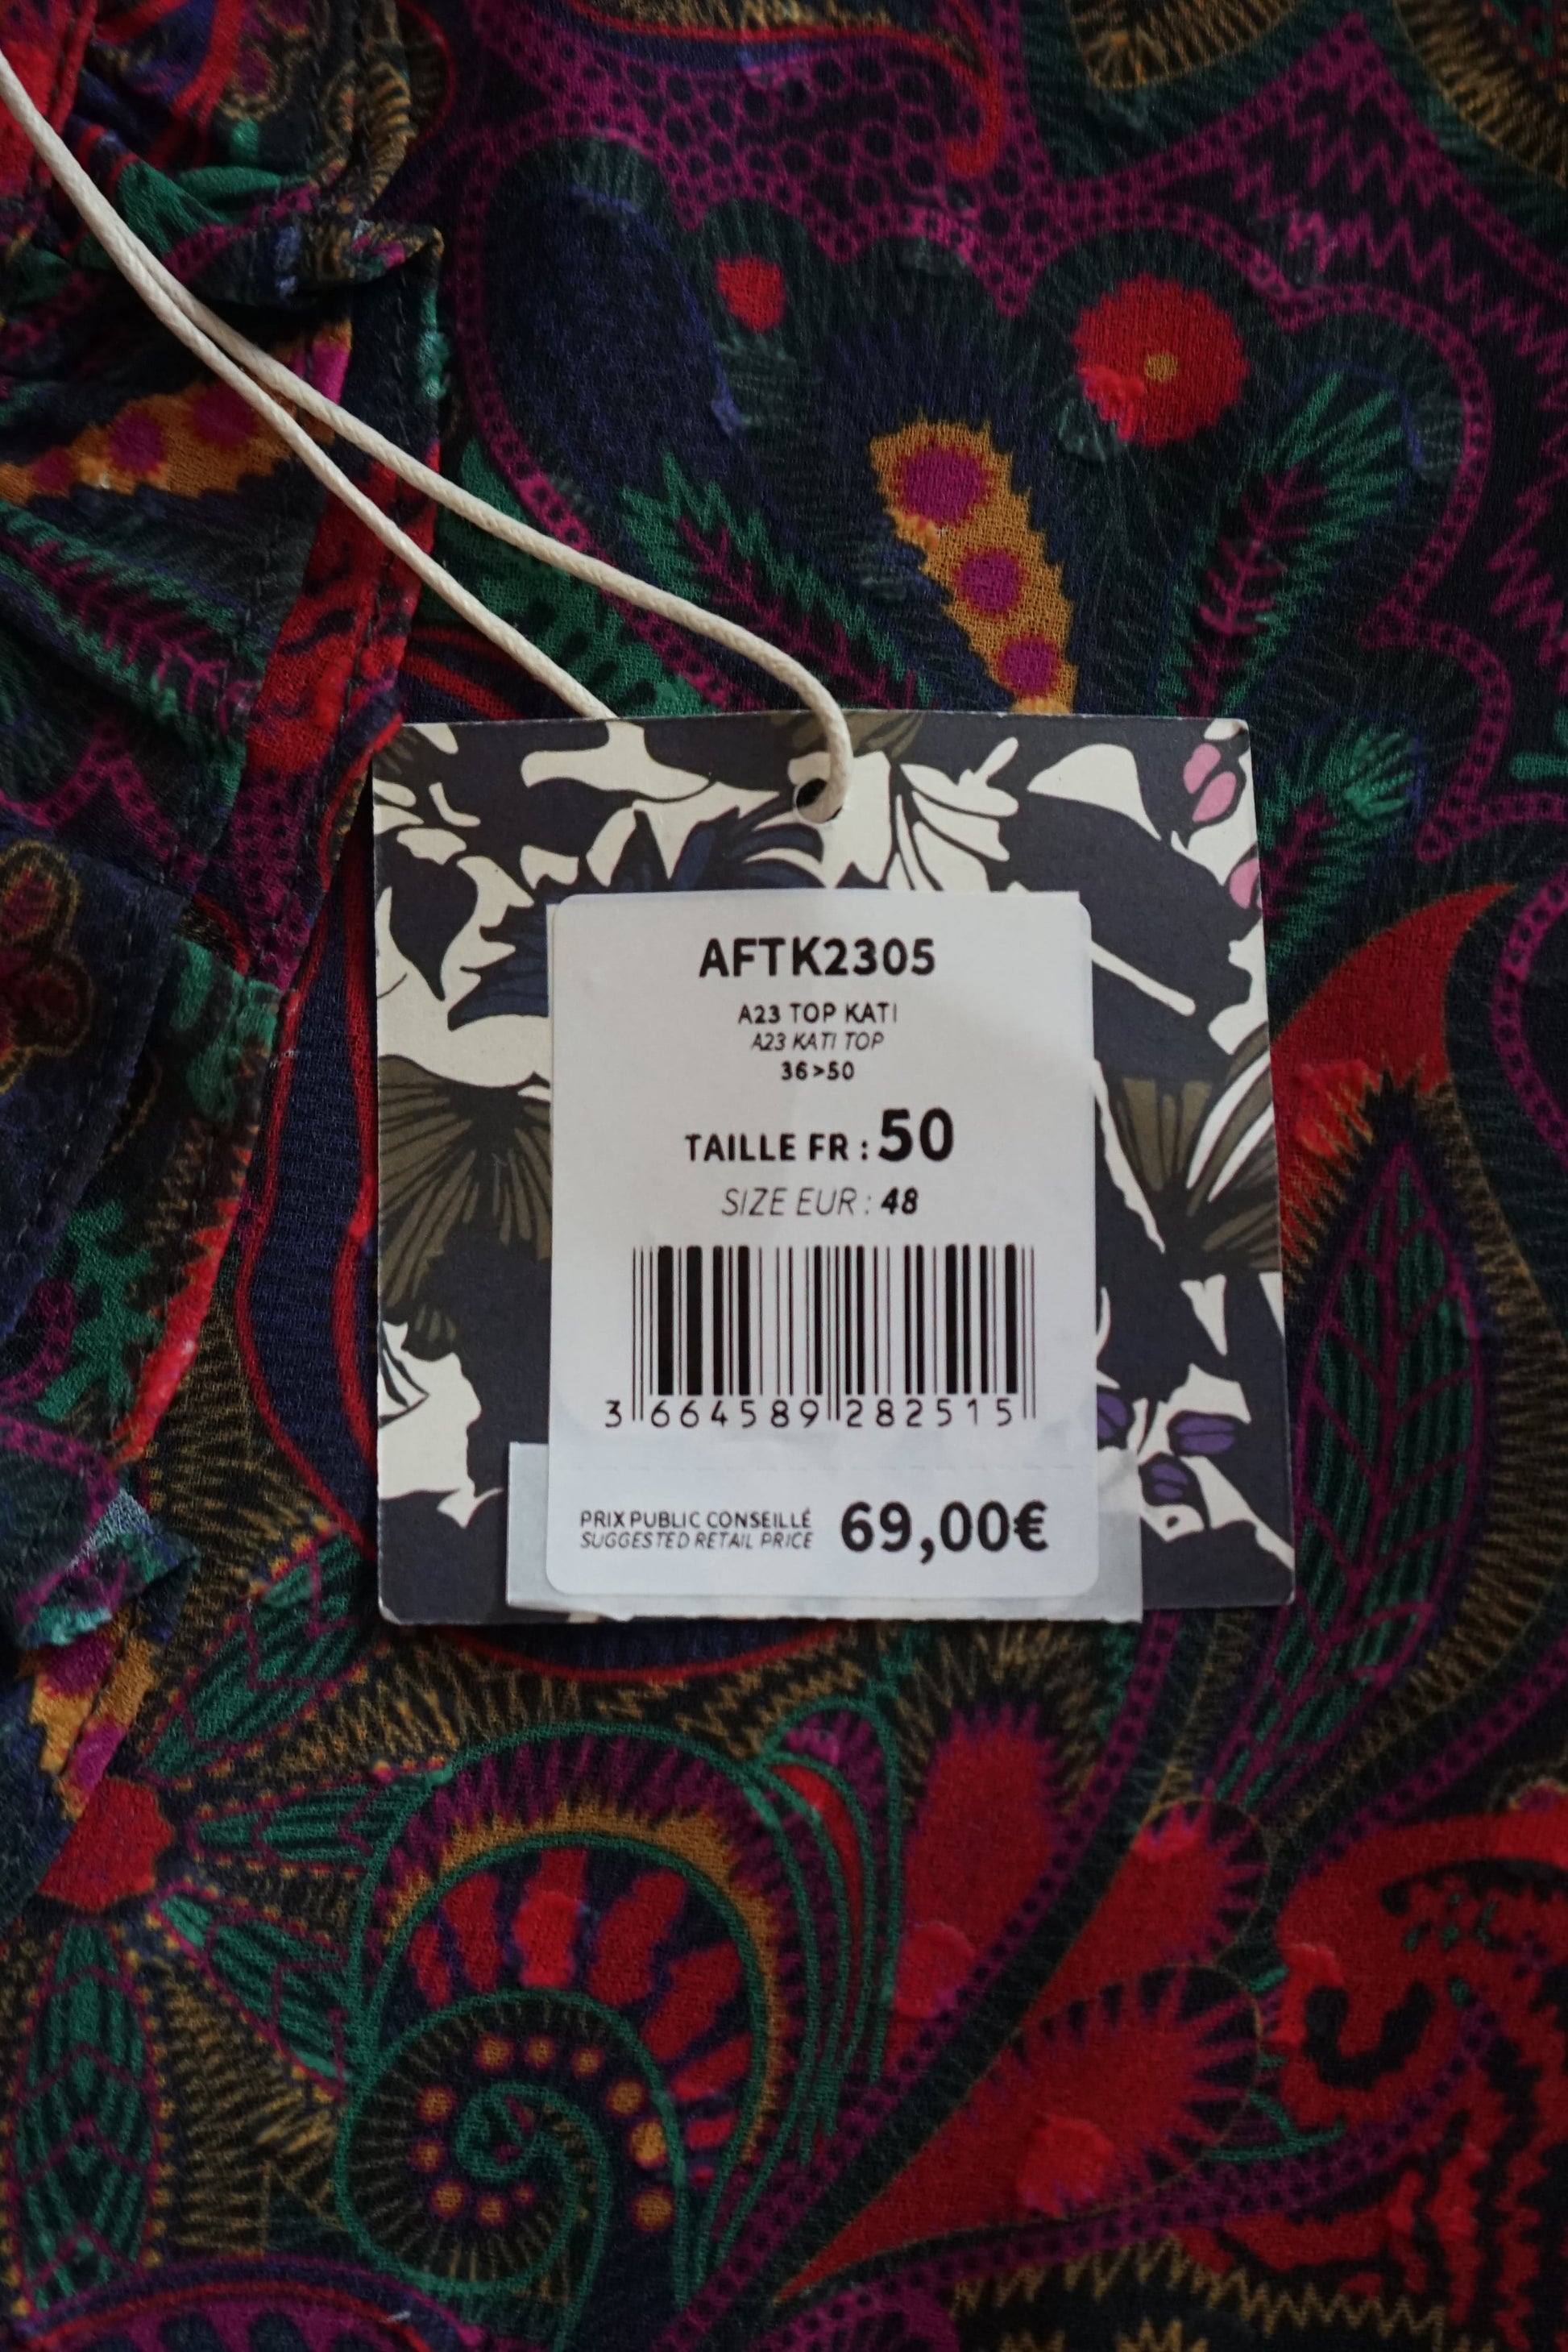 AFTK2305
A23 TOP KATI
A23 KATI TOP
36>50
TAILLE FR : 50
SIZE EUR : 48
3 664589 282515
PRIX PUBLIC CONSEILLÉ
SUGGESTED RETAIL PRICE
69,00€